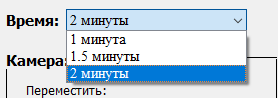 Время: 2 минуты
1 минута
1.5 минуты
Камера:
2 минуты
Переместить: